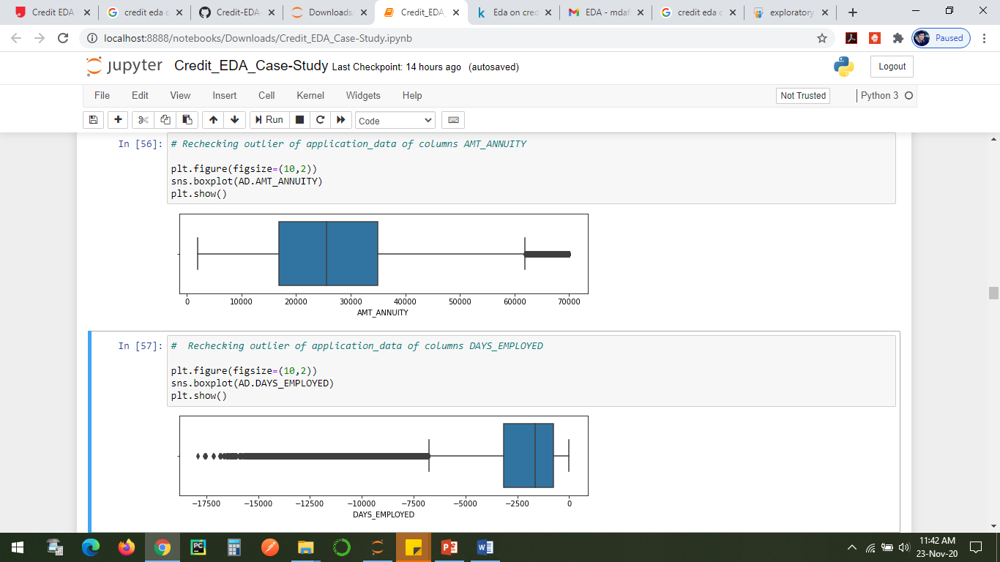 Credit EDA
credit eda c
Credit-EDA-
Downloads/
Credit_EDA_
Eda on cred
EDA - mdaf
credit eda c
exploratory
localhost:8888/notebooks/Downloads/Credit_EDA_Case-Study.ipynb
Paused
jupyter Credit_EDA_Case-Study Last Checkpoint: 14 hours ago (autosaved)
Logout
File Edit View Insert Cell Kernel Widgets Help
Not Trusted
Python 3
Run
Code
In [56]:
# Rechecking outlier of application_data of columns AMT_ANNUITY
plt.figure(figsize=(10,2))
sns.boxplot(AD.AMT_ANNUITY)
plt.show()
0 10000 20000 30000 40000 50000 60000 70000
AMT_ANNUITY
In [57]:
#  Rechecking outlier of application_data of columns DAYS_EMPLOYED
plt.figure(figsize=(10,2))
sns.boxplot(AD.DAYS_EMPLOYED)
plt.show()
−17500 −15000 −12500 −10000 −7500 −5000 −2500 0
DAYS_EMPLOYED
11:42 AM
23-Nov-20